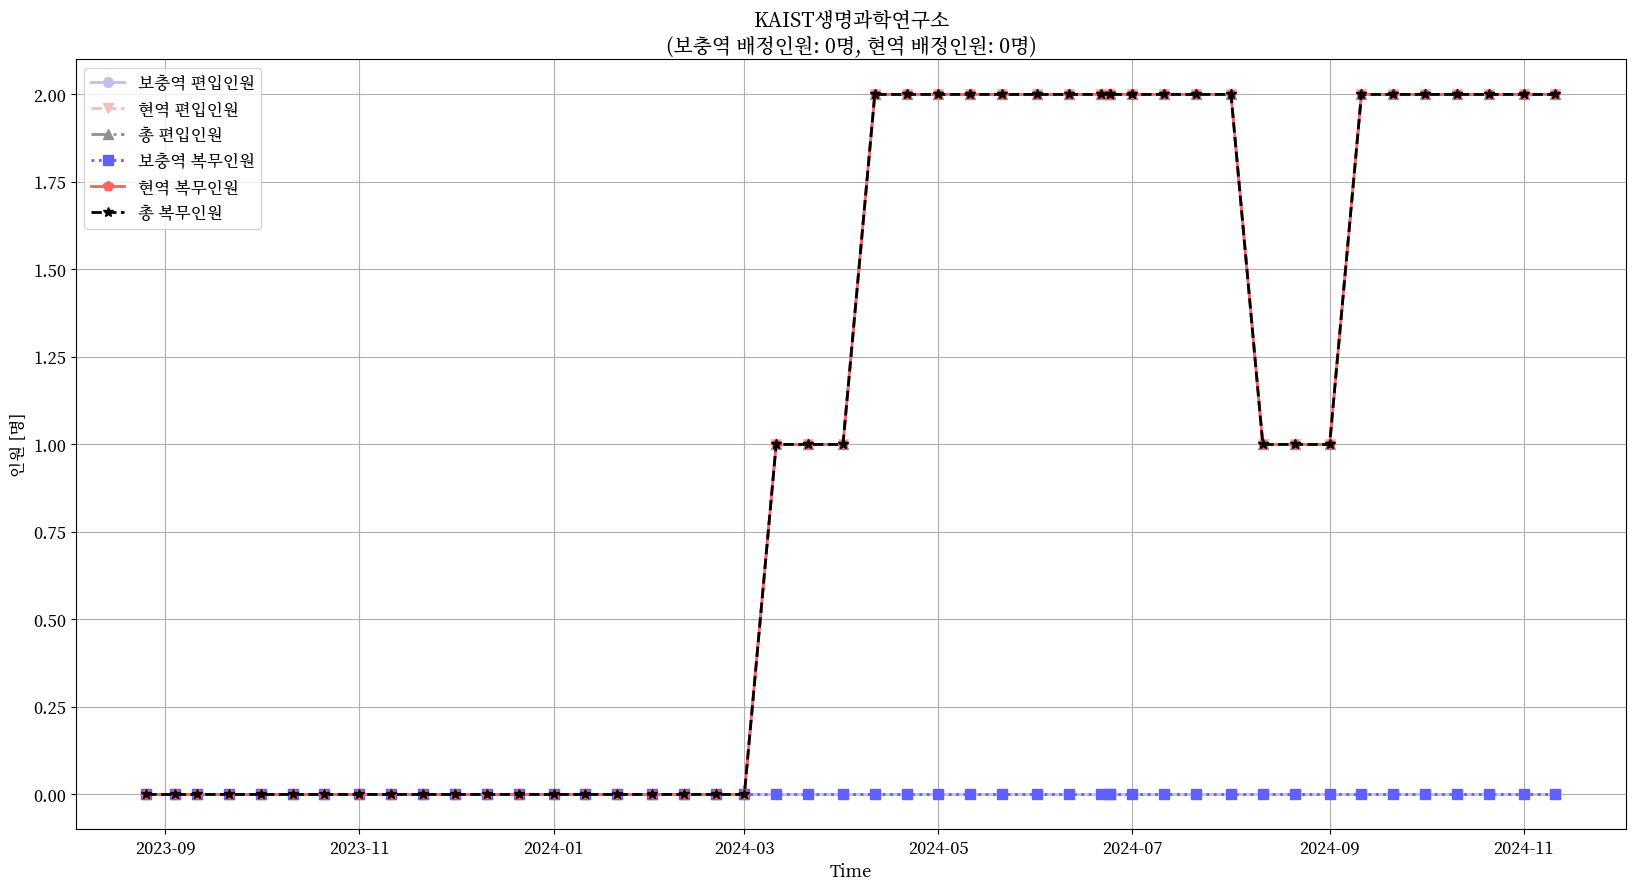 KAIST생명과학연구소
(보충역 배정인원: 0명, 현역 배정인원: 0명)
보충역 편입인원
현역 편입인원
총 편입인원
보충역 복무인원
현역 복무인원
총 복무인원
2.00
1.75
1.50
1.25
1.00
0.75
0.50
0.25
0.00
인원 [명]
2023-09 2023-11 2024-01 2024-03 2024-05 2024-07 2024-09 2024-11
Time